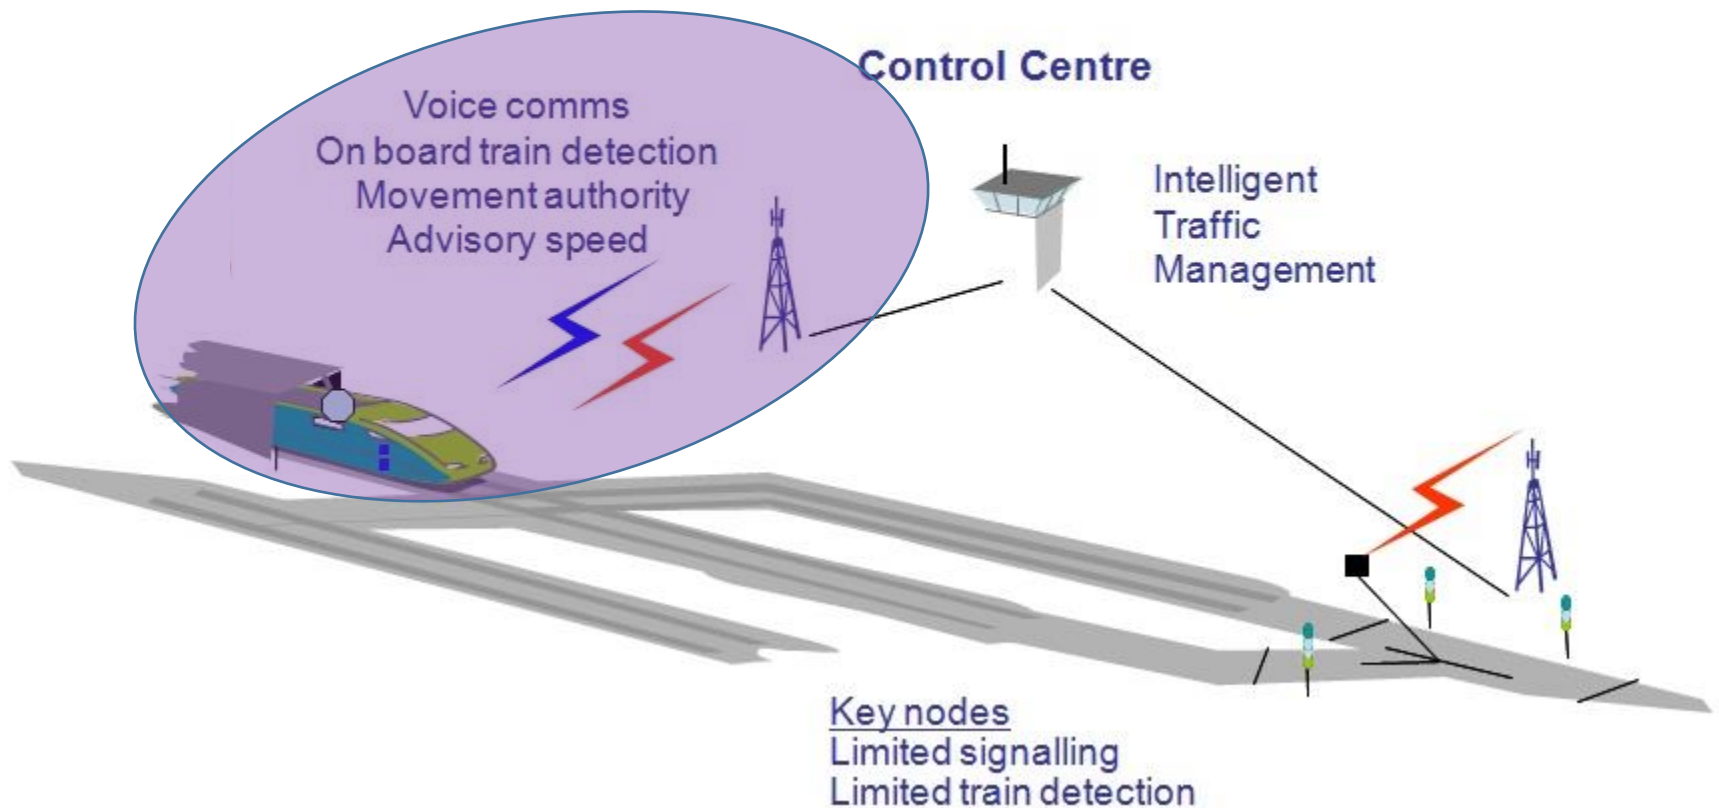 Control Centre
Voice comms
On board train detection
Movement authority
Advisory speed
Intelligent
Traffic
Management
Key nodes
Limited signalling
Limited train detection